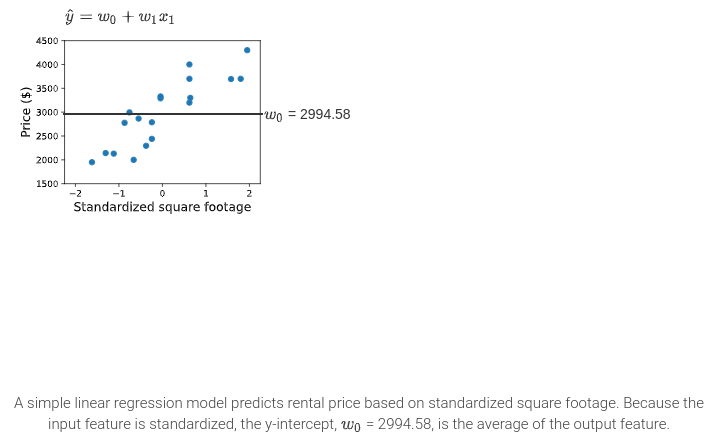 ŷ = w₀ + w₁x₁
4500
4000
3500
3000
2500
2000
1500
Price ($)
w₀ = 2994.58
−2 −1 0 1 2
Standardized square footage
A simple linear regression model predicts rental price based on standardized square footage. Because the
input feature is standardized, the y-intercept, w₀ = 2994.58, is the average of the output feature.